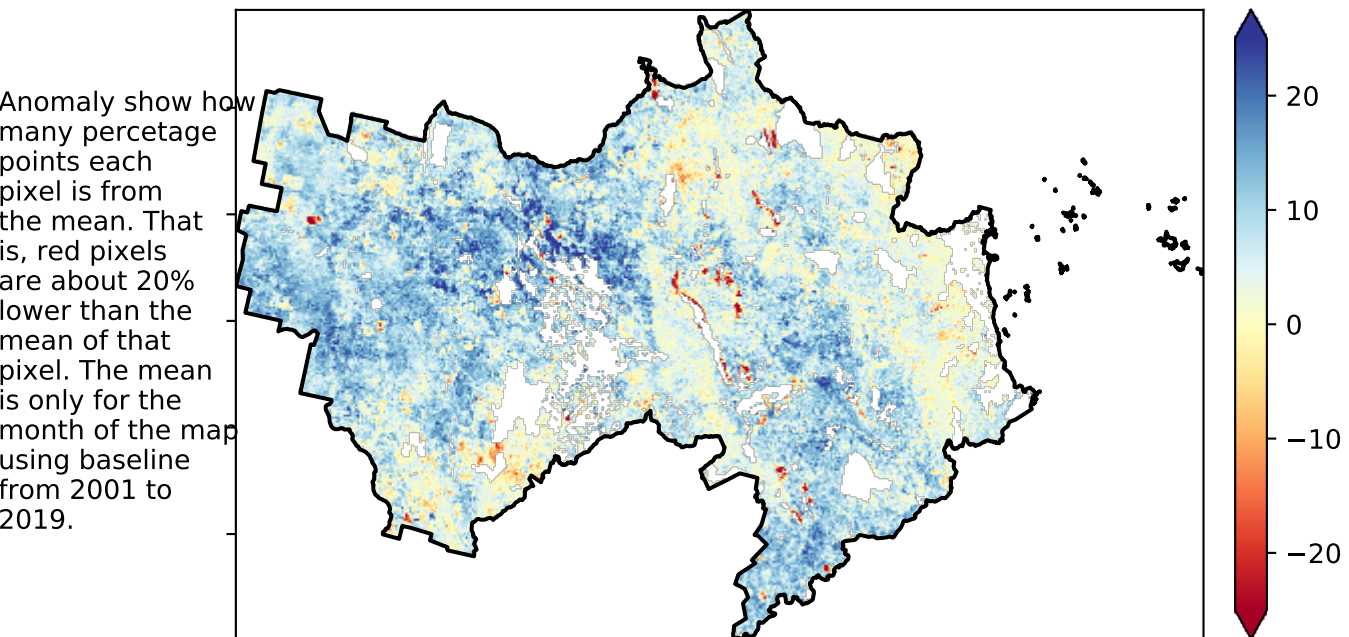 Anomaly show how
many percetage
points each
pixel is from
the mean. That
is, red pixels
are about 20%
lower than the
mean of that
pixel. The mean
is only for the
month of the map
using baseline
from 2001 to
2019.
20
10
0
−10
−20